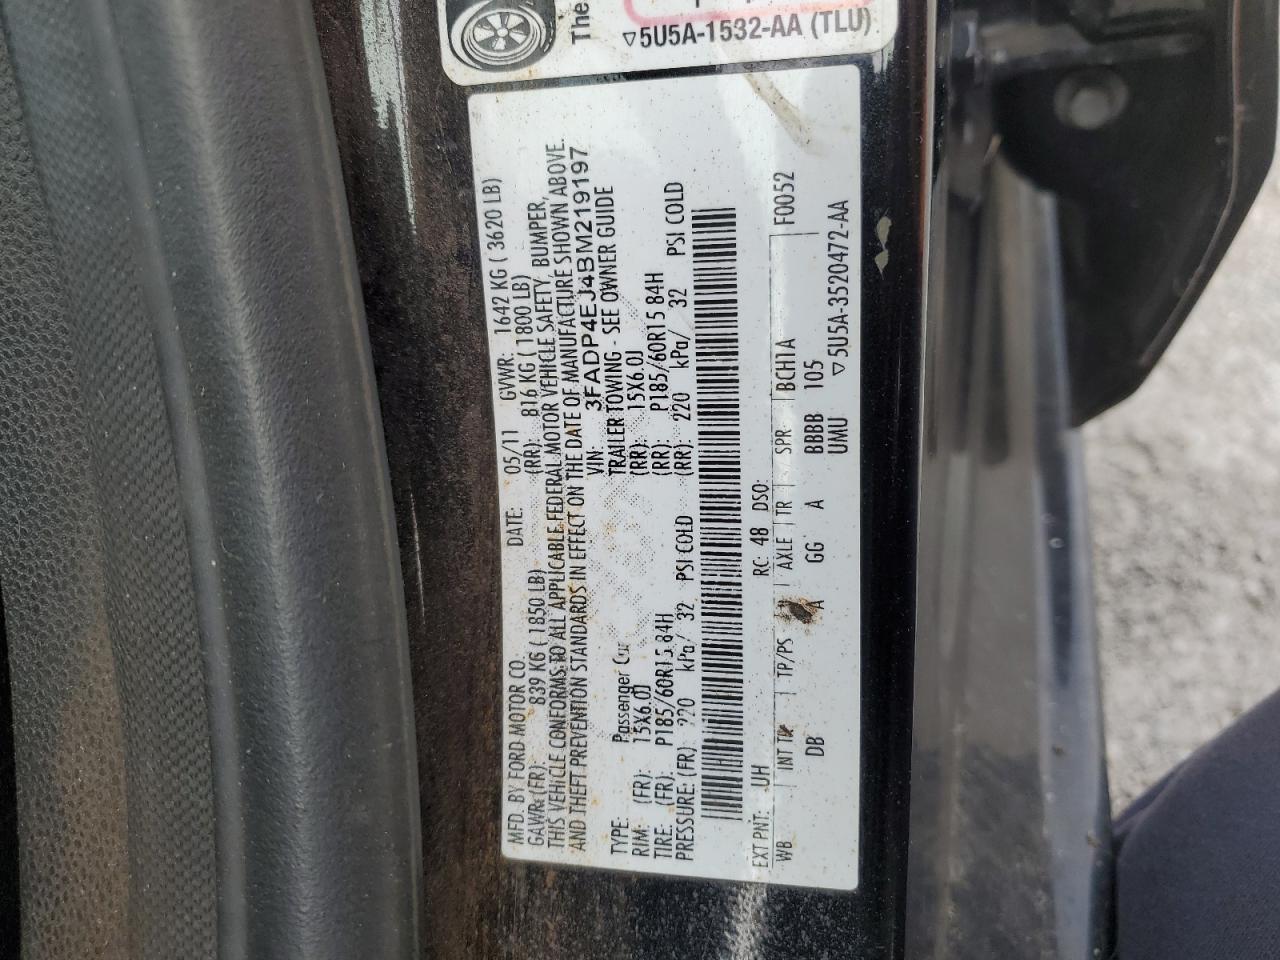 The
▽5U5A-1532-AA (TLU)
MFD. BY FORD MOTOR CO. DATE: 05/11 GVWR: 1642 KG ( 3620 LB)
GAWR: (FR): 839 KG ( 1850 LB) (RR): 816 KG ( 1800 LB)
THIS VEHICLE CONFORMS TO ALL APPLICABLE FEDERAL MOTOR VEHICLE SAFETY, BUMPER,
AND THEFT PREVENTION STANDARDS IN EFFECT ON THE DATE OF MANUFACTURE SHOWN ABOVE.
VIN: 3FADP4EJ4BM219197
TYPE: Passenger Car TRAILER TOWING - SEE OWNER GUIDE
RIM: (FR): 15X6.0J (RR): 15X6.0J
TIRE: (FR): P185/60R15 84H (RR): P185/60R15 84H
PRESSURE: (FR): 220 kPa/ 32 PSI COLD (RR): 220 kPa/ 32 PSI COLD
EXT PNT: UH RC: 48 DSO:
WB INT TR TP/PS AXLE TR SPR BCH1A F0052
DB A GG A BBBB 105
UMU ▽5U5A-3520472-AA